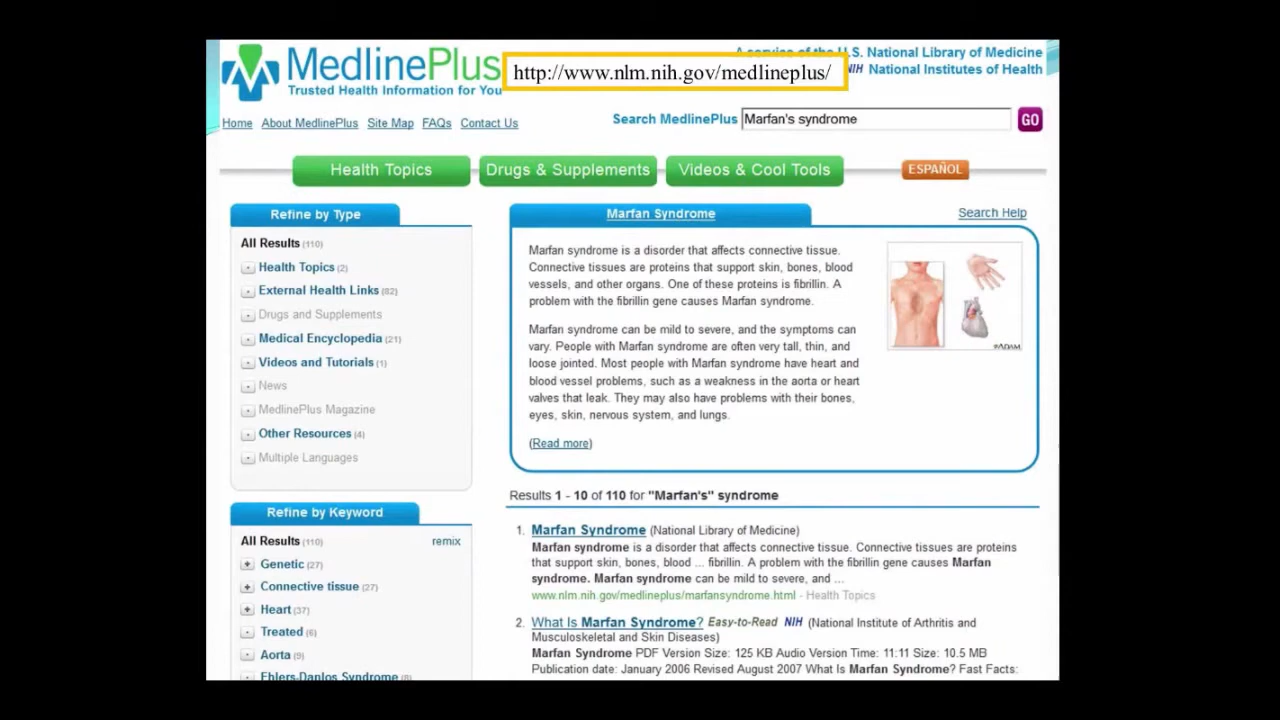 MedlinePlus
Trusted Health Information for You
http://www.nlm.nih.gov/medlineplus/
A service of the U.S. National Library of Medicine
NIH National Institutes of Health
Home About MedlinePlus Site Map FAQs Contact Us
Search MedlinePlus Marfan's syndrome GO
Health Topics Drugs & Supplements Videos & Cool Tools ESPAÑOL
Refine by Type
All Results (110)
Health Topics (2)
External Health Links (82)
Drugs and Supplements
Medical Encyclopedia (21)
Videos and Tutorials (1)
News
MedlinePlus Magazine
Other Resources (4)
Multiple Languages
Refine by Keyword
All Results (110) remix
Genetic (27)
Connective tissue (27)
Heart (37)
Treated (6)
Aorta (9)
Ehlers-Danlos Syndrome
Marfan Syndrome Search Help
Marfan syndrome is a disorder that affects connective tissue.
Connective tissues are proteins that support skin, bones, blood
vessels, and other organs. One of these proteins is fibrillin. A
problem with the fibrillin gene causes Marfan syndrome.
Marfan syndrome can be mild to severe, and the symptoms can
vary. People with Marfan syndrome are often very tall, thin, and
loose jointed. Most people with Marfan syndrome have heart and
blood vessel problems, such as a weakness in the aorta or heart
valves that leak. They may also have problems with their bones,
eyes, skin, nervous system, and lungs.
(Read more)
ADAM
Results 1 - 10 of 110 for "Marfan's" syndrome
1. Marfan Syndrome (National Library of Medicine)
Marfan syndrome is a disorder that affects connective tissue. Connective tissues are proteins
that support skin, bones, blood ... fibrillin. A problem with the fibrillin gene causes Marfan
syndrome. Marfan syndrome can be mild to severe, and ...
www.nlm.nih.gov/medlineplus/marfansyndrome.html - Health Topics
2. What Is Marfan Syndrome? Easy-to-Read NIH (National Institute of Arthritis and
Musculoskeletal and Skin Diseases)
Marfan Syndrome PDF Version Size: 125 KB Audio Version Time: 11:11 Size: 10.5 MB
Publication date: January 2006 Revised August 2007 What Is Marfan Syndrome? Fast Facts: